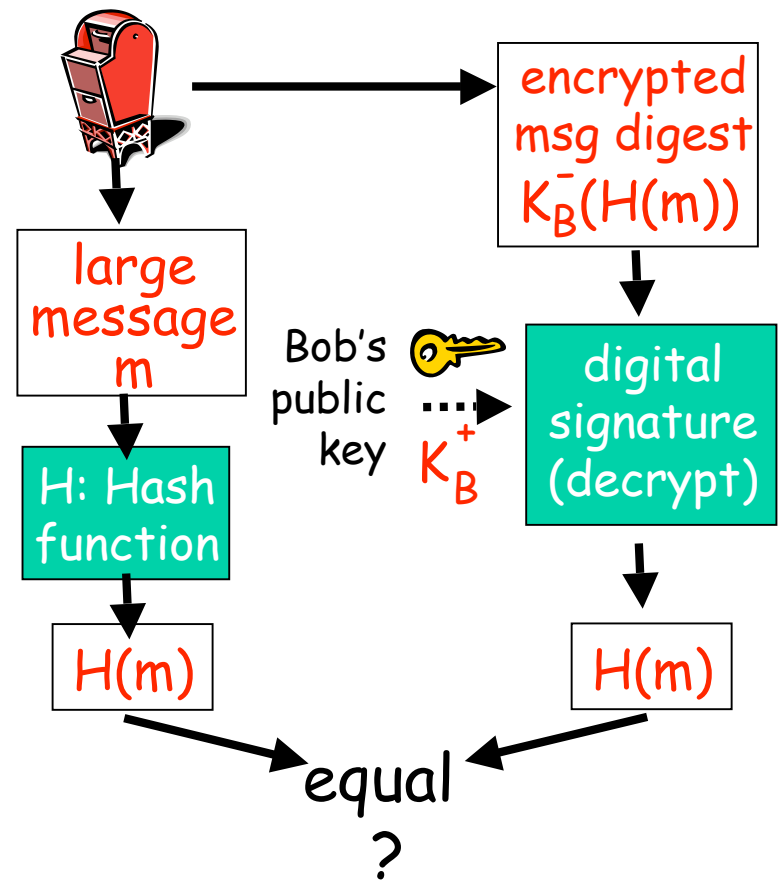 encrypted
msg digest
K_B^-(H(m))
large
message
m
Bob's
public
key
K_B^+
digital
signature
(decrypt)
H: Hash
function
H(m)
H(m)
equal
?